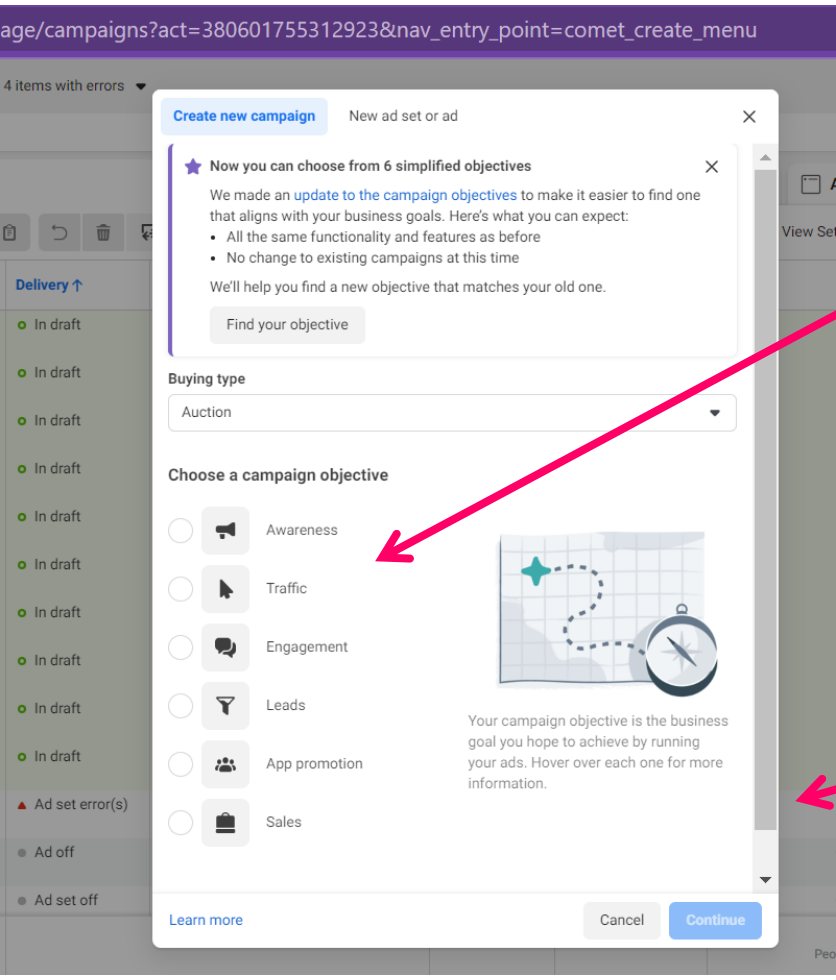 age/campaigns?act=380601755312923&nav_entry_point=comet_create_menu
4 items with errors
Create new campaign
New ad set or ad
Now you can choose from 6 simplified objectives
We made an update to the campaign objectives to make it easier to find one
that aligns with your business goals. Here's what you can expect:
• All the same functionality and features as before
• No change to existing campaigns at this time
We'll help you find a new objective that matches your old one.
Find your objective
View Set
Delivery ↑
In draft
In draft
In draft
In draft
In draft
In draft
In draft
In draft
In draft
In draft
Ad set error(s)
Ad off
Ad set off
Buying type
Auction
Choose a campaign objective
Awareness
Traffic
Engagement
Leads
App promotion
Sales
Your campaign objective is the business
goal you hope to achieve by running
your ads. Hover over each one for more
information.
Learn more
Cancel
Continue
Peo